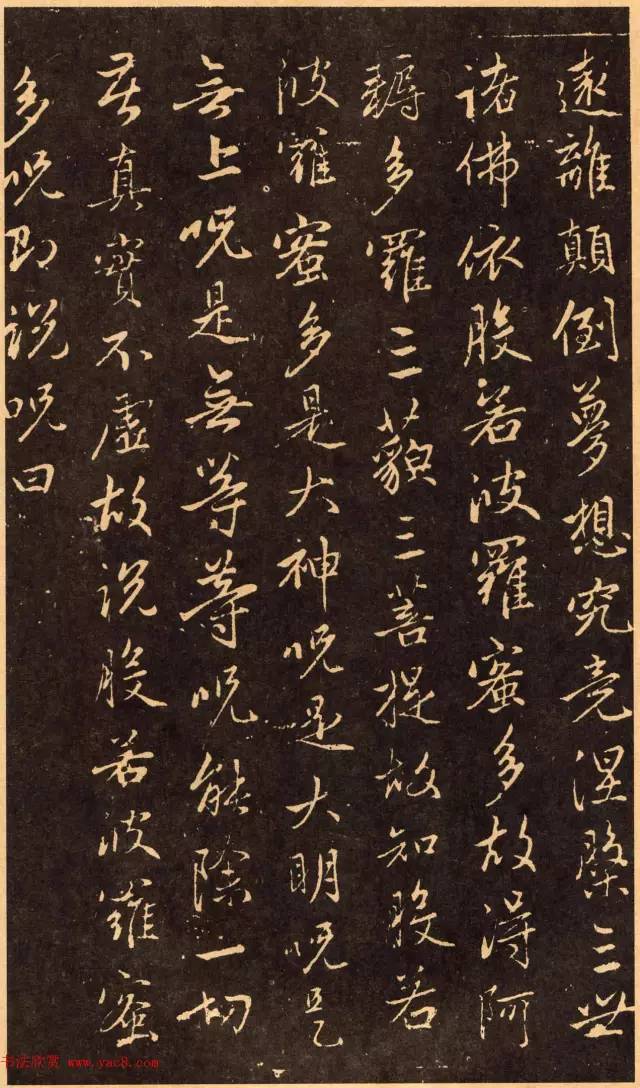 遠離顛倒夢想究竟涅槃三世
諸佛依般若波羅蜜多故得阿
耨多羅三藐三菩提故知般若
波羅蜜多是大神呪是大明呪是
無上呪是無等等呪能除一切
苦真實不虛故說般若波羅蜜
多呪即說呪曰
书法欣赏 www.yac8.com